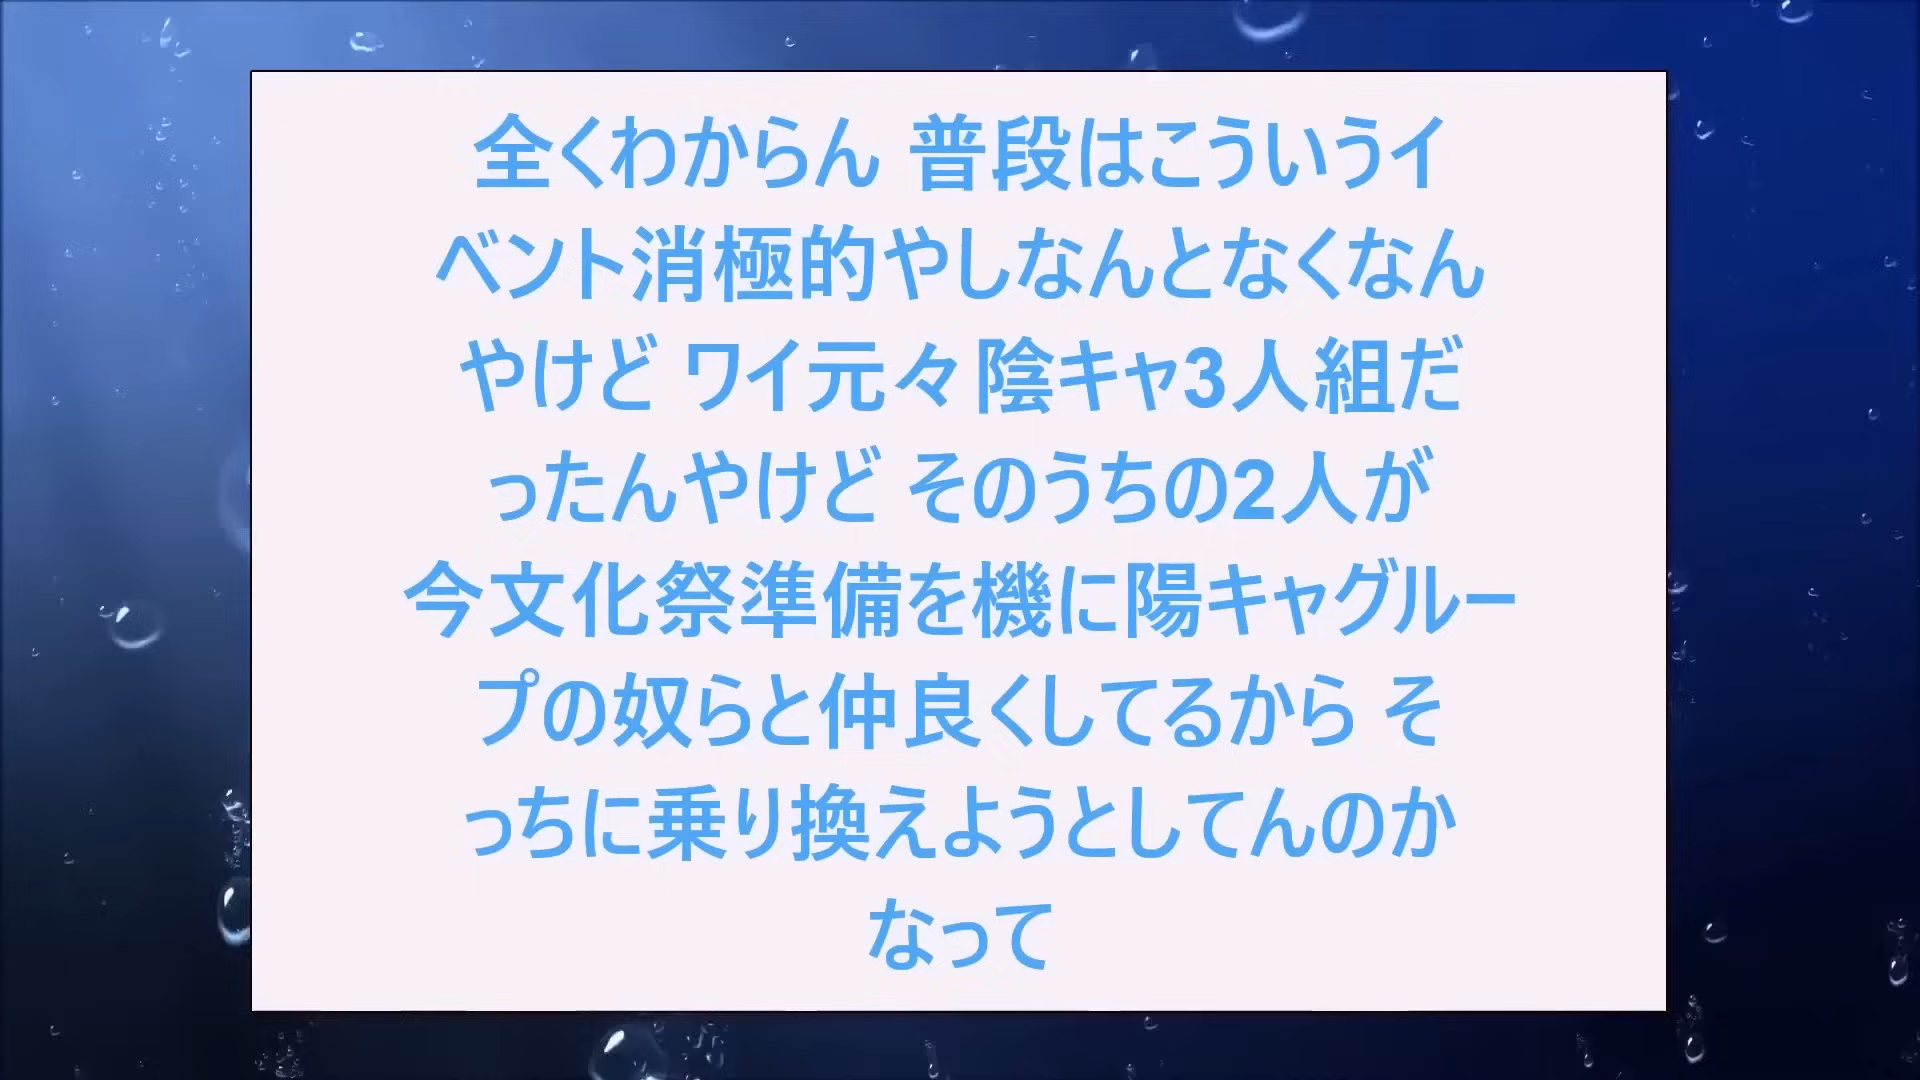 全くわからん 普段はこういうイ
ベント消極的やしなんとなくなん
やけど ワイ元々陰キャ3人組だ
ったんやけど そのうちの2人が
今文化祭準備を機に陽キャグルー
プの奴らと仲良くしてるから そ
っちに乗り換えようとしてんのか
なって